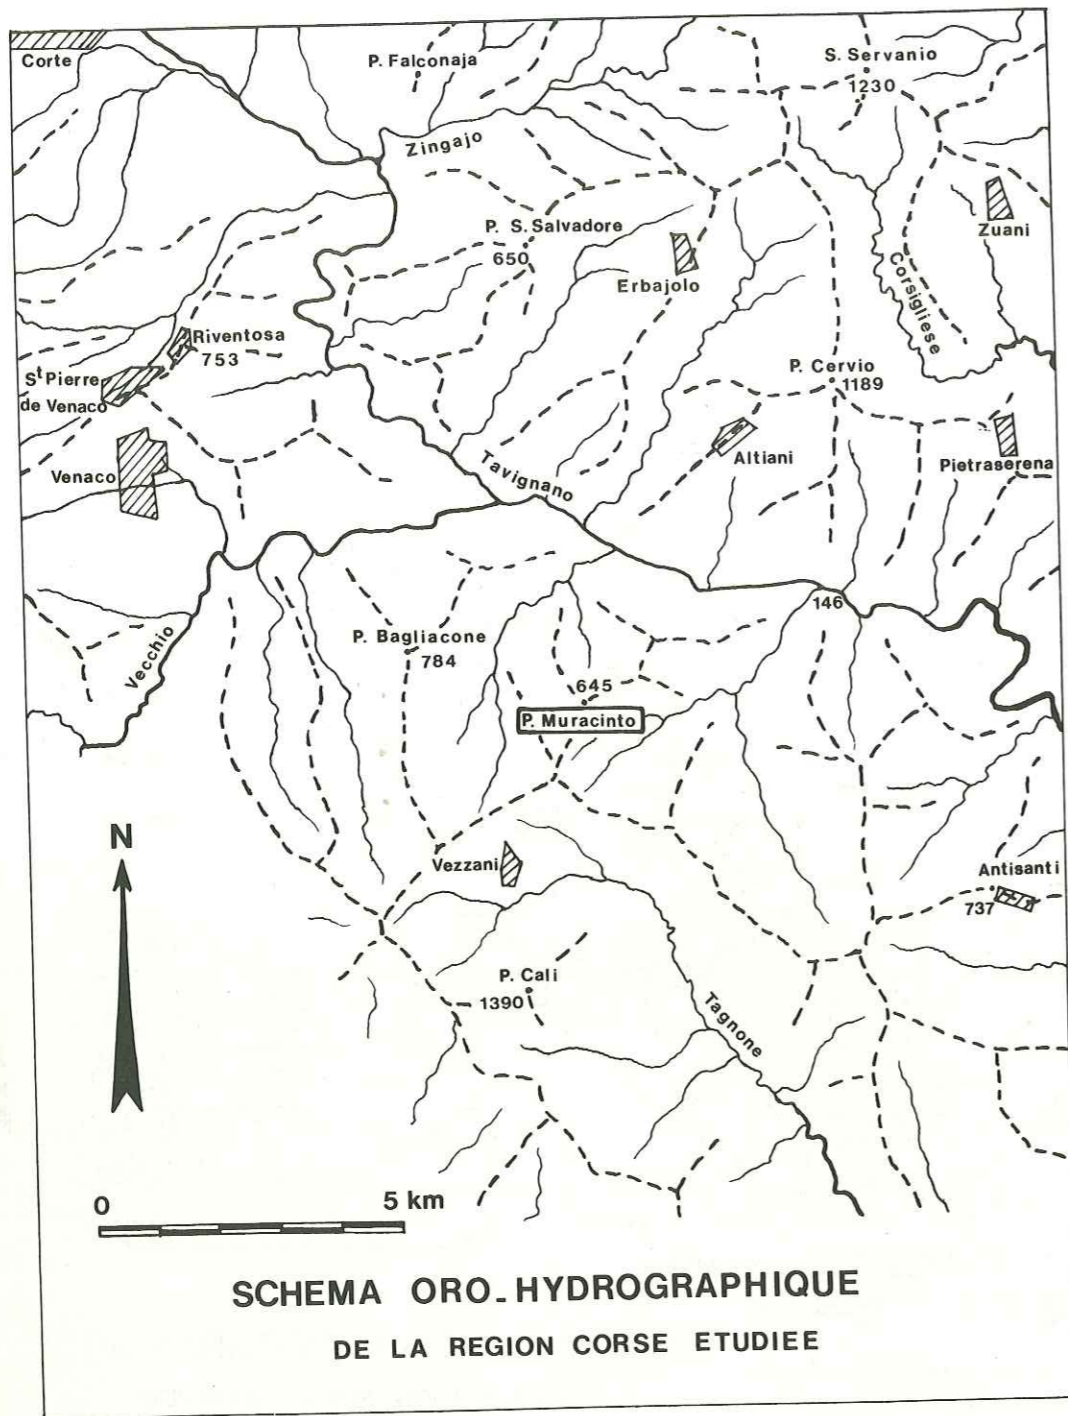 Corte
P. Falconaja
S. Servanio
1230
Zingajo
P. S. Salvadore
650
Erbajolo
Zuani
Corsigliese
Riventosa
753
St Pierre
de Venaco
P. Cervio
1189
Venaco
Altiani
Pietraserena
Tavignano
146
Vecchio
P. Bagliacone
784
645
P. Muracinto
N
Vezzani
Antisanti
737
P. Cali
1390
Tagnone
0 5 km
SCHEMA ORO_HYDROGRAPHIQUE
DE LA REGION CORSE ETUDIEE